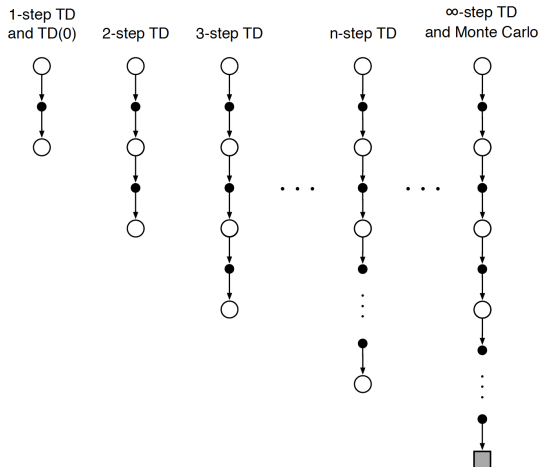 1-step TD
and TD(0)
2-step TD
3-step TD
n-step TD
∞-step TD
and Monte Carlo